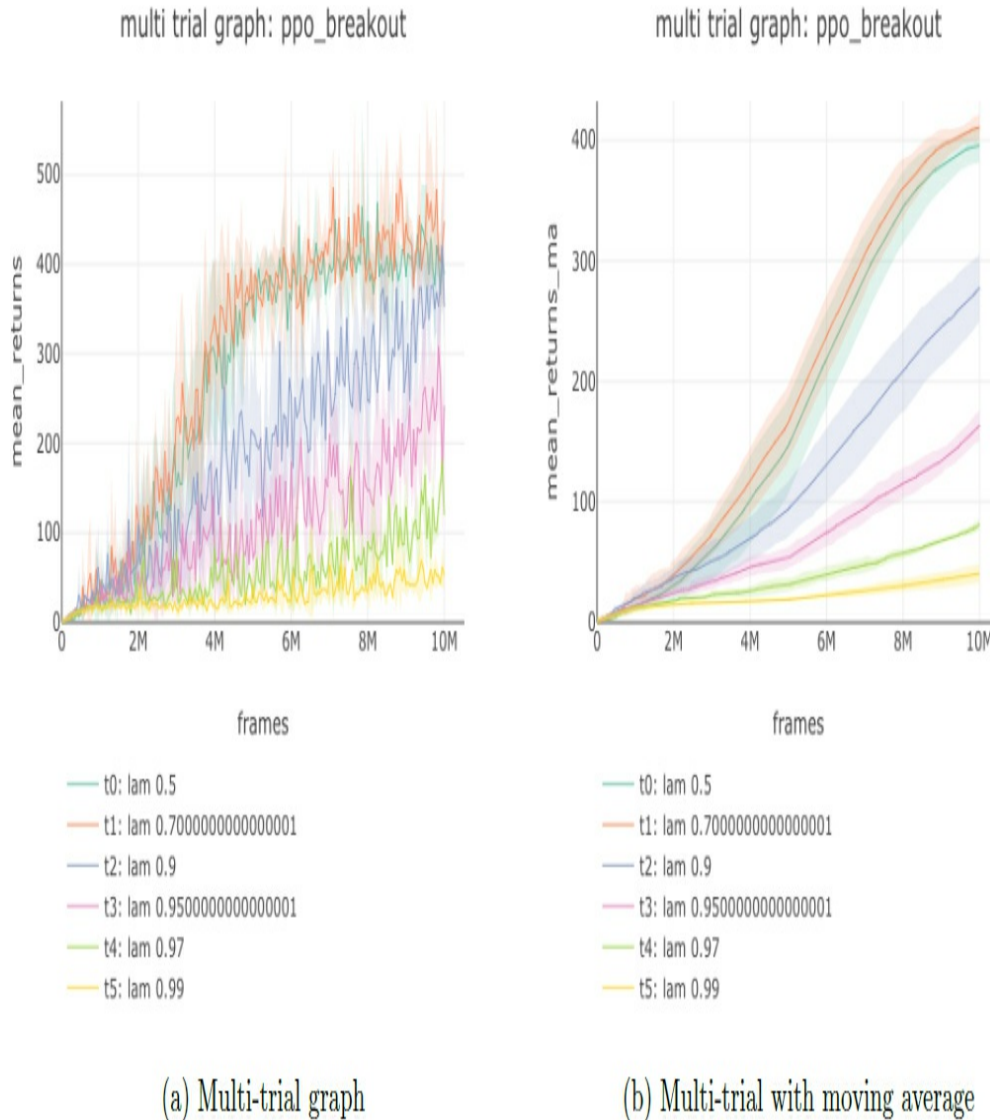 multi trial graph: ppo_breakout
500
400
300
200
100
0
mean_returns
0 2M 4M 6M 8M 10M
frames
t0: lam 0.5
t1: lam 0.7000000000000001
t2: lam 0.9
t3: lam 0.9500000000000001
t4: lam 0.97
t5: lam 0.99
(a) Multi-trial graph
multi trial graph: ppo_breakout
400
300
200
100
0
mean_returns_ma
0 2M 4M 6M 8M 10M
frames
t0: lam 0.5
t1: lam 0.7000000000000001
t2: lam 0.9
t3: lam 0.9500000000000001
t4: lam 0.97
t5: lam 0.99
(b) Multi-trial with moving average